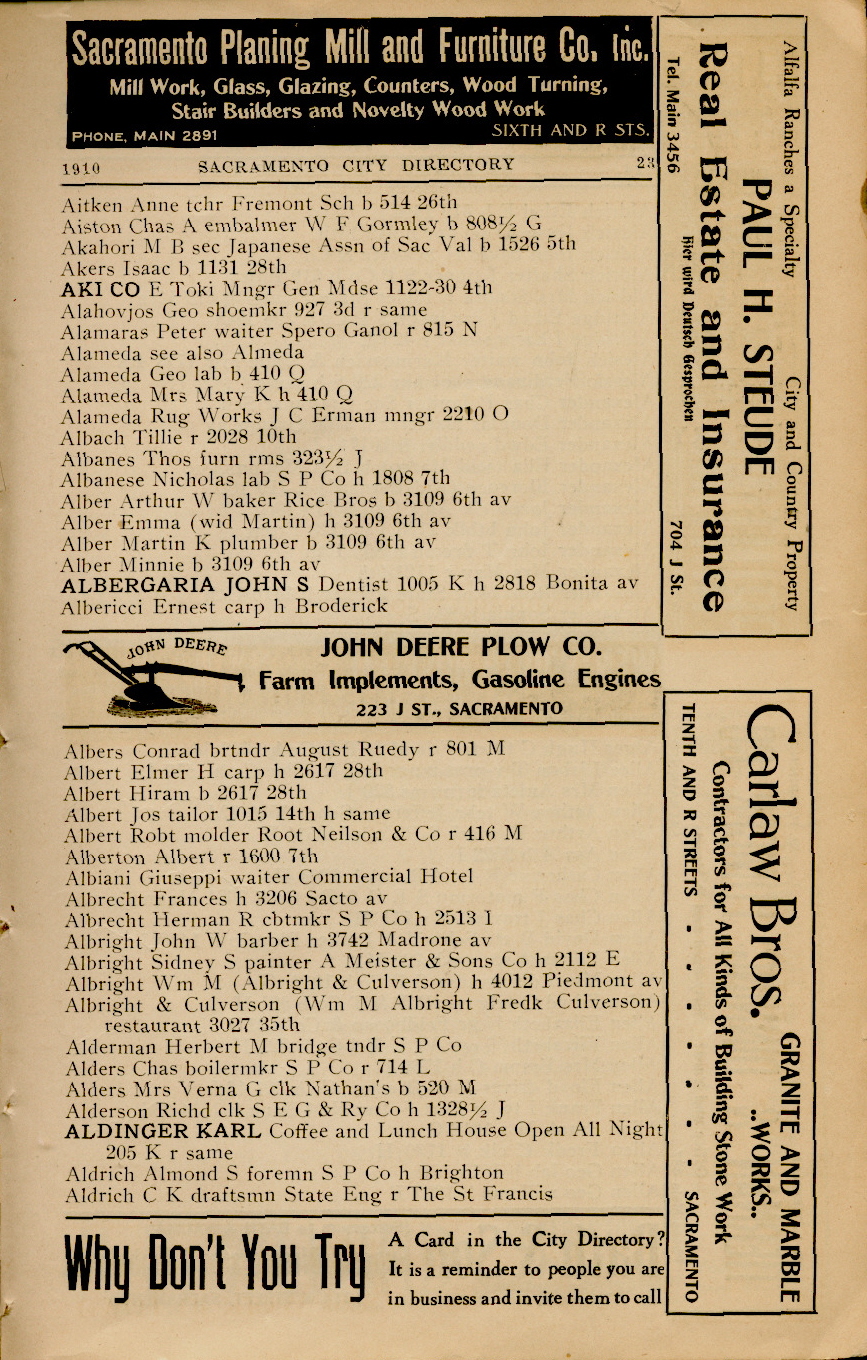 Sacramento Planing Mill and Furniture Co. Inc.
Mill Work, Glass, Glazing, Counters, Wood Turning,
Stair Builders and Novelty Wood Work
PHONE, MAIN 2891 SIXTH AND R STS.
1910 SACRAMENTO CITY DIRECTORY 23
Aitken Anne tchr Fremont Sch b 514 26th
Aiston Chas A embalmer W F Gormley b 808½ G
Akahori M B sec Japanese Assn of Sac Val b 1526 5th
Akers Isaac b 1131 28th
AKI CO E Toki Mngr Gen Mdse 1122-30 4th
Alahovjos Geo shoemkr 927 3d r same
Alamaras Peter waiter Spero Ganol r 815 N
Alameda see also Almeda
Alameda Geo lab b 410 Q
Alameda Mrs Mary K h 410 Q
Alameda Rug Works J C Erman mngr 2210 O
Albach Tillie r 2028 10th
Albanes Thos furn rms 323½ J
Albanese Nicholas lab S P Co h 1808 7th
Alber Arthur W baker Rice Bros b 3109 6th av
Alber Emma (wid Martin) h 3109 6th av
Alber Martin K plumber b 3109 6th av
Alber Minnie b 3109 6th av
ALBERGARIA JOHN S Dentist 1005 K h 2818 Bonita av
Albericci Ernest carp h Broderick
JOHN DEERE
JOHN DEERE PLOW CO.
Farm Implements, Gasoline Engines
223 J ST., SACRAMENTO
Albers Conrad brtndr August Ruedy r 801 M
Albert Elmer H carp h 2617 28th
Albert Hiram b 2617 28th
Albert Jos tailor 1015 14th h same
Albert Robt molder Root Neilson & Co r 416 M
Alberton Albert r 1600 7th
Albiani Giuseppi waiter Commercial Hotel
Albrecht Frances h 3206 Sacto av
Albrecht Herman R cbtmkr S P Co h 2513 I
Albright John W barber h 3742 Madrone av
Albright Sidney S painter A Meister & Sons Co h 2112 E
Albright Wm M (Albright & Culverson) h 4012 Piedmont av
Albright & Culverson (Wm M Albright Fredk Culverson)
restaurant 3027 35th
Alderman Herbert M bridge tndr S P Co
Alders Chas boilermkr S P Co r 714 L
Alders Mrs Verna G clk Nathan's b 520 M
Alderson Richd clk S E G & Ry Co h 1328½ J
ALDINGER KARL Coffee and Lunch House Open All Night
205 K r same
Aldrich Almond S foremn S P Co h Brighton
Aldrich C K draftsmn State Eng r The St Francis
Why Don't You Try
A Card in the City Directory?
It is a reminder to people you are
in business and invite them to call
Alfalfa Ranches a Specialty City and Country Property
PAUL H. STEUDE
Real Estate and Insurance
Hier wird Deutsch Gesprochen
Tel. Main 3456 704 J St.
Carlaw Bros. GRANITE AND MARBLE
..WORKS..
Contractors for All Kinds of Building Stone Work
TENTH AND R STREETS - - - - - - - SACRAMENTO